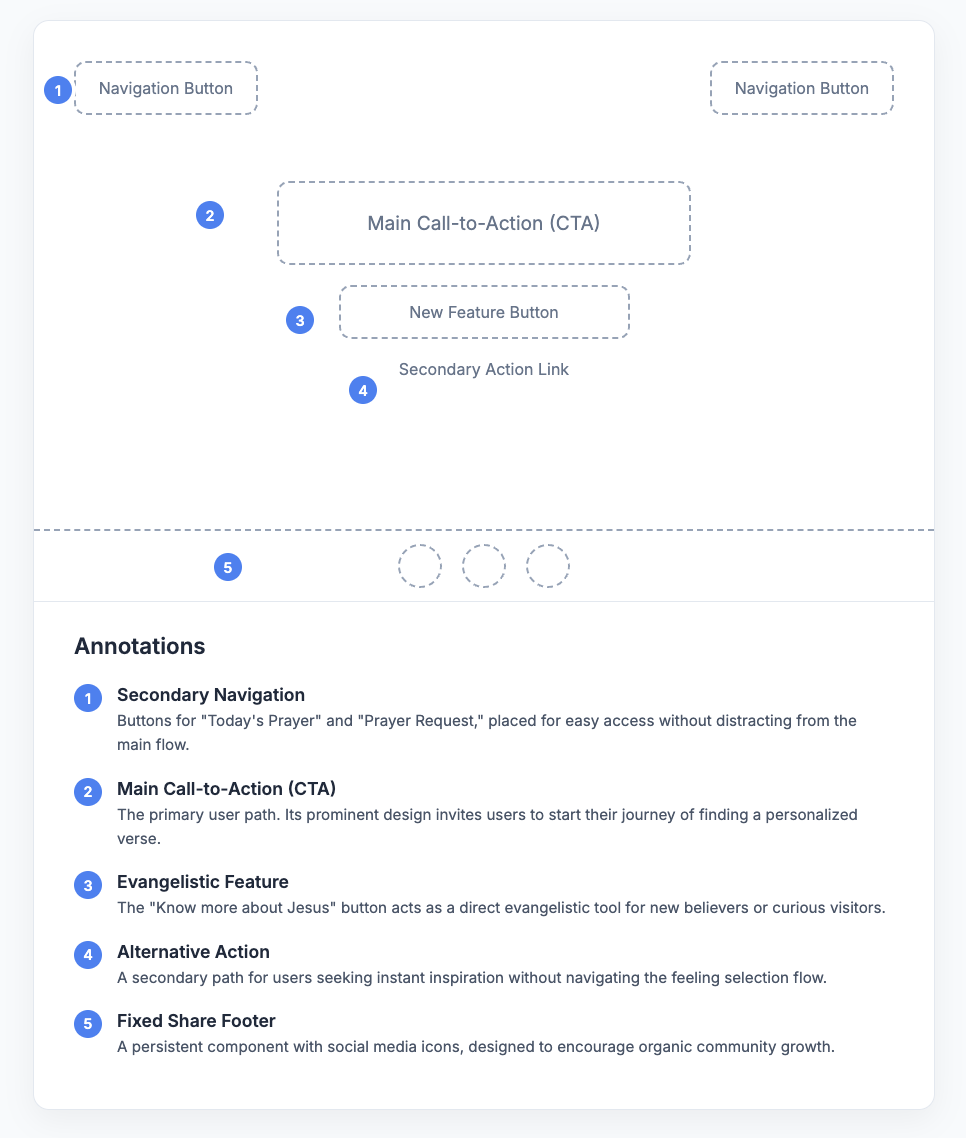 1
Navigation Button
Navigation Button
2
Main Call-to-Action (CTA)
3
New Feature Button
Secondary Action Link
4
5
Annotations
1
Secondary Navigation
Buttons for "Today's Prayer" and "Prayer Request," placed for easy access without distracting from the
main flow.
2
Main Call-to-Action (CTA)
The primary user path. Its prominent design invites users to start their journey of finding a personalized
verse.
3
Evangelistic Feature
The "Know more about Jesus" button acts as a direct evangelistic tool for new believers or curious visitors.
4
Alternative Action
A secondary path for users seeking instant inspiration without navigating the feeling selection flow.
5
Fixed Share Footer
A persistent component with social media icons, designed to encourage organic community growth.